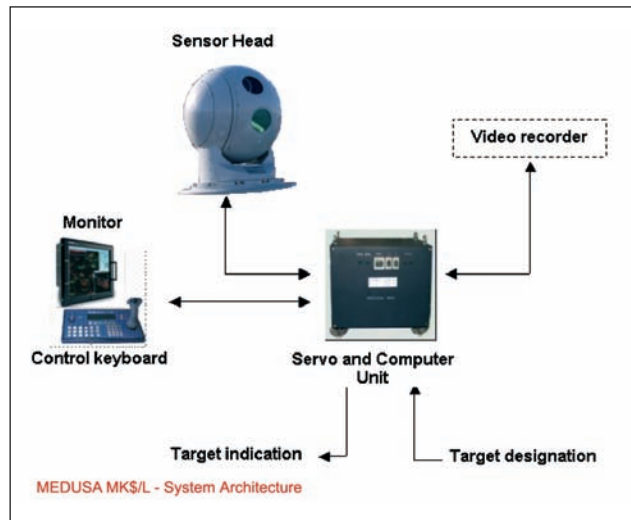 Sensor Head
Video recorder
Monitor
Control keyboard
Servo and Computer
Unit
Target indication
Target designation
MEDUSA MK$/L - System Architecture